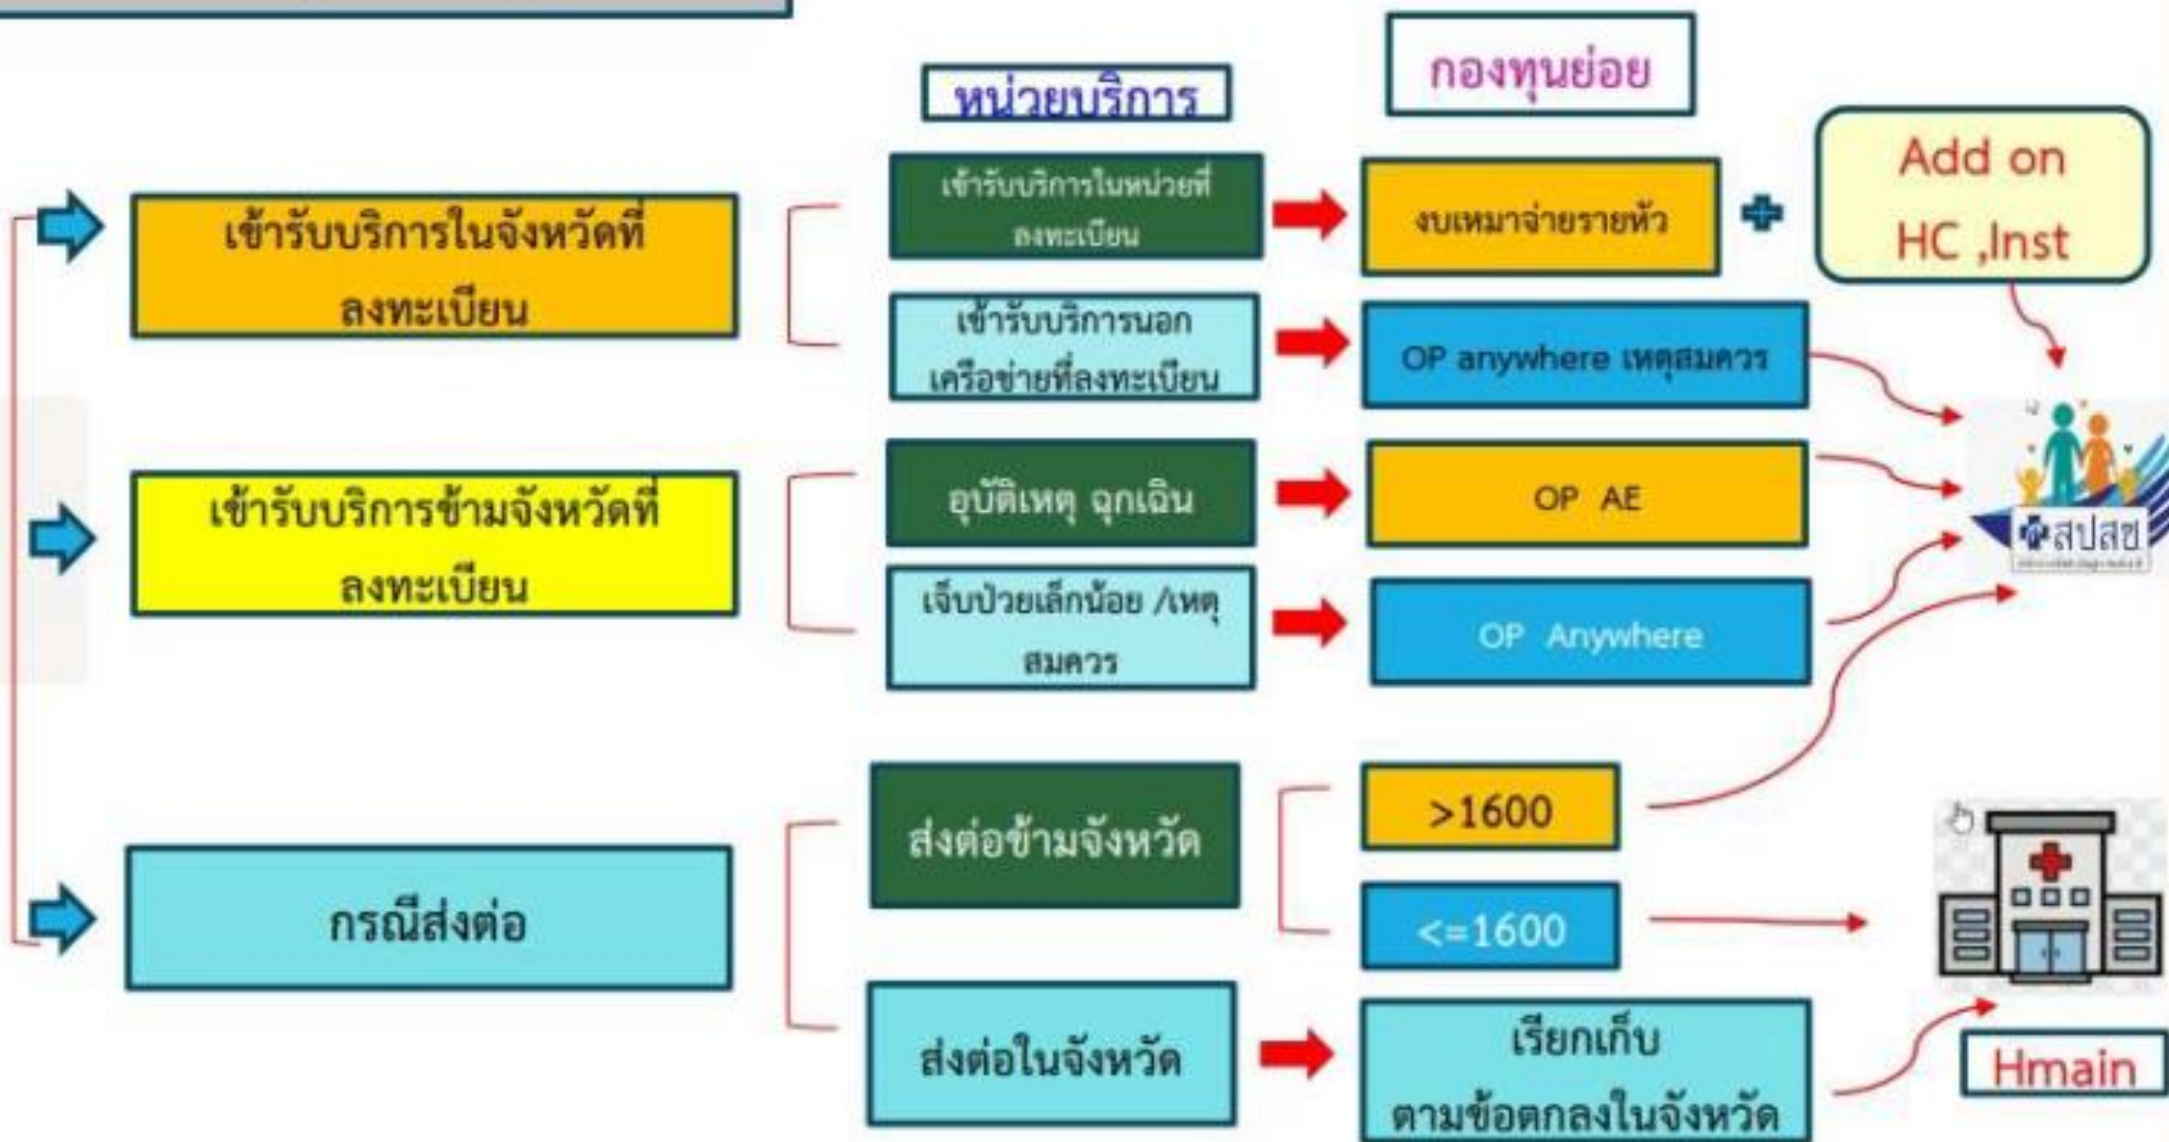 หน่วยบริการ
กองทุนย่อย
เข้ารับบริการในจังหวัดที่
ลงทะเบียน
เข้ารับบริการในหน่วยที่
ลงทะเบียน
งบเหมาจ่ายรายหัว
Add on
HC ,Inst
เข้ารับบริการนอก
เครือข่ายที่ลงทะเบียน
OP anywhere เหตุสมควร
เข้ารับบริการข้ามจังหวัดที่
ลงทะเบียน
อุบัติเหตุ ฉุกเฉิน
OP AE
สปสช
เจ็บป่วยเล็กน้อย /เหตุ
สมควร
OP Anywhere
กรณีส่งต่อ
ส่งต่อข้ามจังหวัด
>1600
<=1600
ส่งต่อในจังหวัด
เรียกเก็บ
ตามข้อตกลงในจังหวัด
Hmain